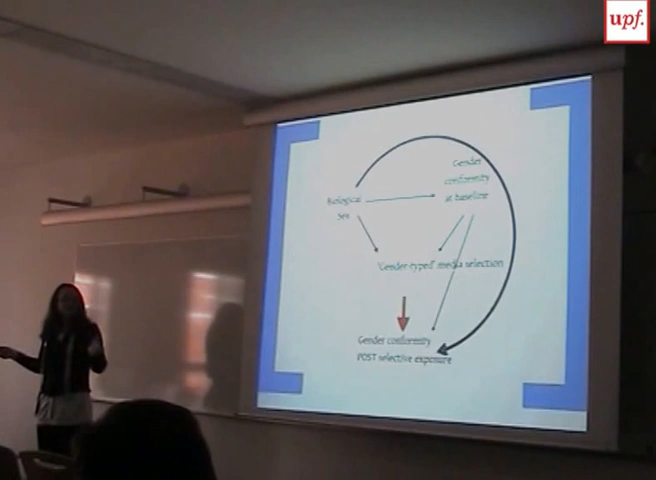 upf.
Gender
conformity
at baseline
Biological
Sex
'Gender-typed' media selection
Gender conformity
POST selective exposure